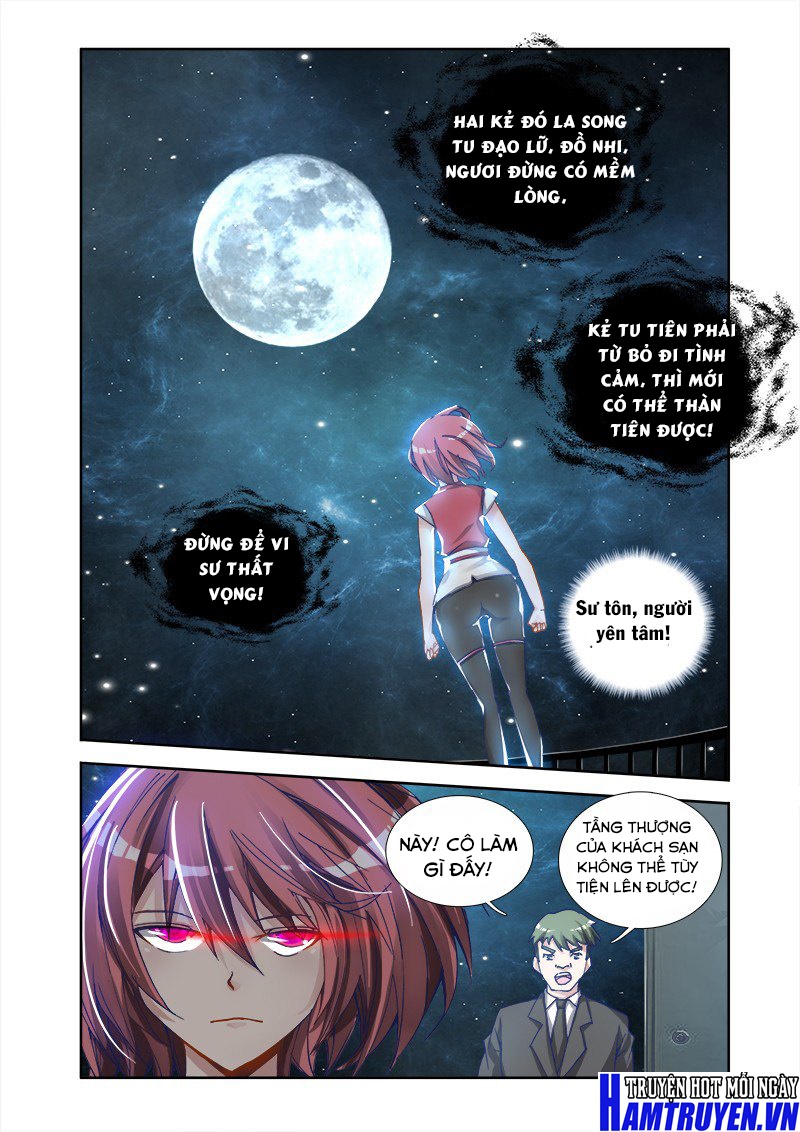 HAI KẺ ĐÓ LA SONG
TU ĐẠO LỮ, ĐỒ NHI,
NGƯƠI ĐỪNG CÓ MỀM
LÒNG,
KẺ TU TIÊN PHẢI
TỪ BỎ ĐI TÌNH
CẢM, THÌ MỚI
CÓ THỂ THÀN
TIÊN ĐƯỢC!
ĐỪNG ĐỂ VI
SƯ THẤT
VỌNG!
Sư tôn, người
yên tâm!
NÀY! CÔ LÀM
GÌ ĐẤY!
TẦNG THƯỢNG
CỦA KHÁCH SẠN
KHÔNG THỂ TÙY
TIỆN LÊN ĐƯỢC!
TRUYỆN HOT MỖI NGÀY
HAMTRUYEN.VN